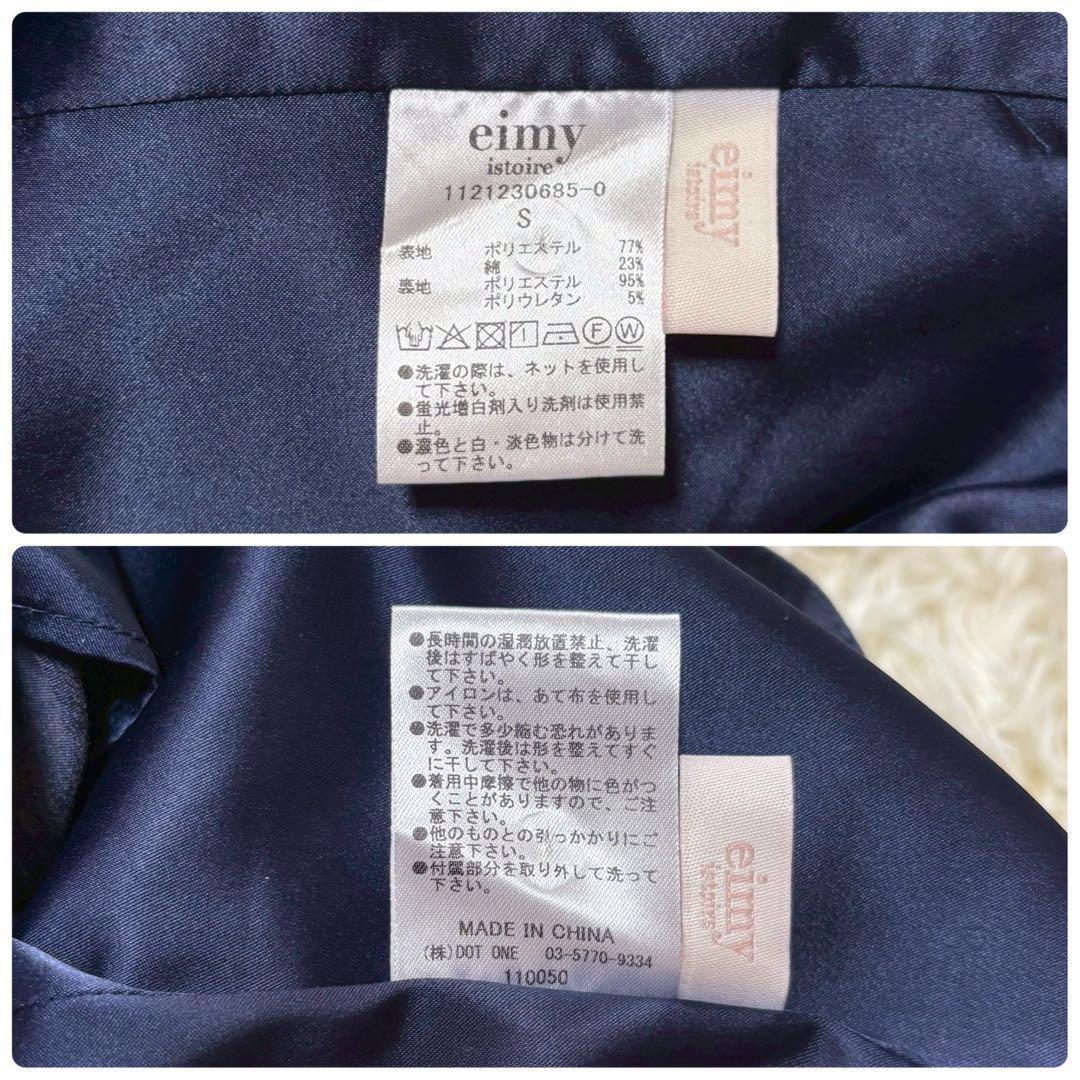 eimy
istoire
1121230685-0
S
表地 ポリエステル 77%
綿 23%
裏地 ポリエステル 95%
ポリウレタン 5%
F W
●洗濯の際は、ネットを使用し
て下さい。
●蛍光増白剤入り洗剤は使用禁
止。
●濃色と白・淡色物は分けて洗
って下さい。
eimy
istoire
●長時間の湿潤放置禁止、洗濯
後はすばやく形を整えて干し
て下さい。
●アイロンは、あて布を使用し
て下さい。
●洗濯で多少縮む恐れがありま
す。洗濯後は形を整えてすぐ
に干して下さい。
●着用中摩擦で他の物に色がつ
くことがありますので、ご注
意下さい。
●他のものとの引っかかりにご
注意下さい。
●付属部分を取り外して洗って
下さい。
MADE IN CHINA
(株)DOT ONE 03-5770-9334
110050
eimy
istoire